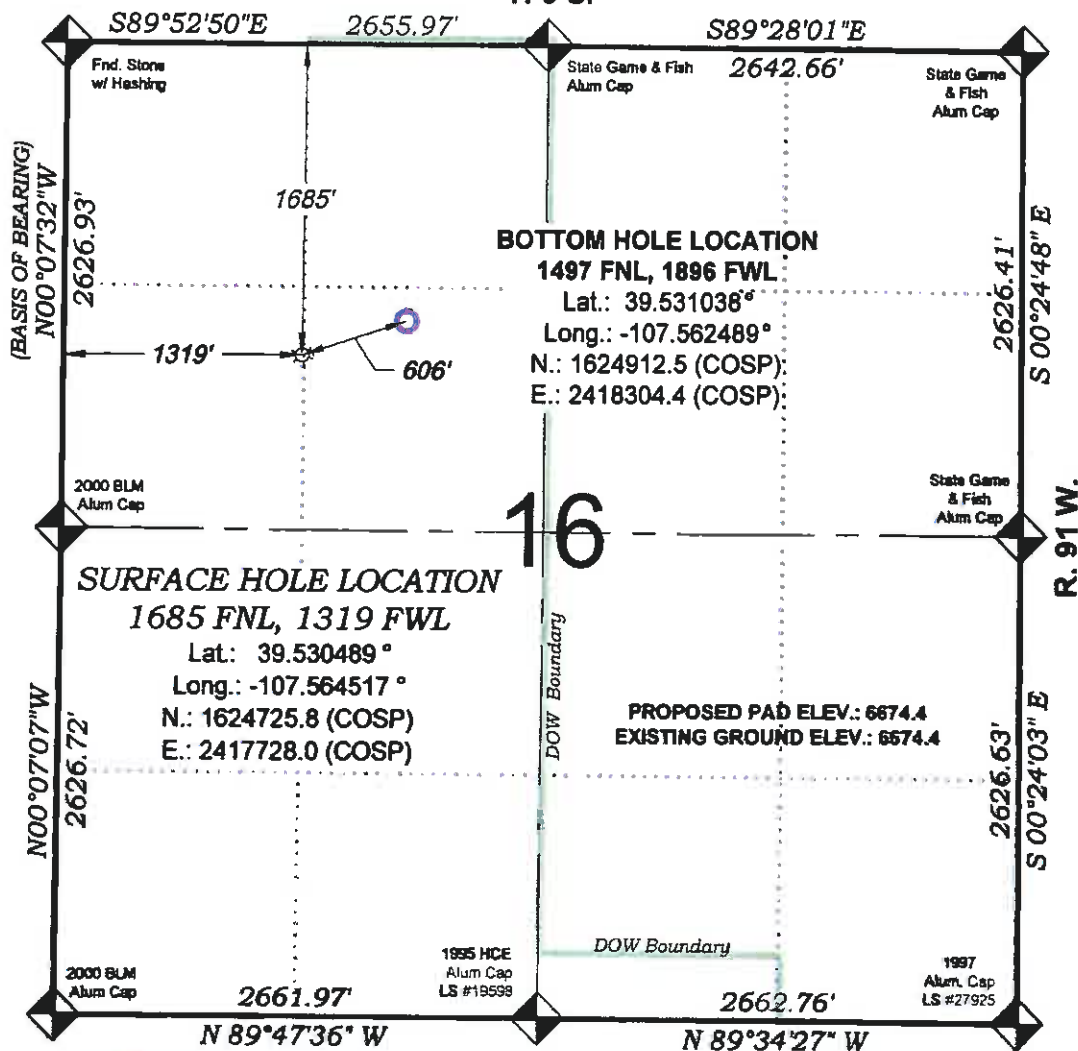 S89°52'50"E
2655.97'
S89°28'01"E
2642.66'
Fnd. Stone
w/ Hashing
State Game & Fish
Alum Cap
State Game
& Fish
Alum Cap
(BASIS OF BEARING)
N00°07'32"W
2626.93'
1685'
1319'
606'
BOTTOM HOLE LOCATION
1497 FNL, 1896 FWL
Lat.: 39.531038°
Long.: -107.562489°
N.: 1624912.5 (COSP)
E.: 2418304.4 (COSP)
2626.41'
S 00°24'48" E
2000 BLM
Alum Cap
State Game
& Fish
Alum Cap
16
R. 91 W.
SURFACE HOLE LOCATION
1685 FNL, 1319 FWL
Lat.: 39.530489°
Long.: -107.564517°
N.: 1624725.8 (COSP)
E.: 2417728.0 (COSP)
DOW Boundary
PROPOSED PAD ELEV.: 6674.4
EXISTING GROUND ELEV.: 6674.4
N00°07'07"W
2626.72'
2626.63'
S 00°24'03" E
DOW Boundary
2000 BLM
Alum Cap
1995 HCE
Alum Cap
LS #19598
1997
Alum. Cap
LS #27925
2661.97'
N 89°47'36" W
2662.76'
N 89°34'27" W